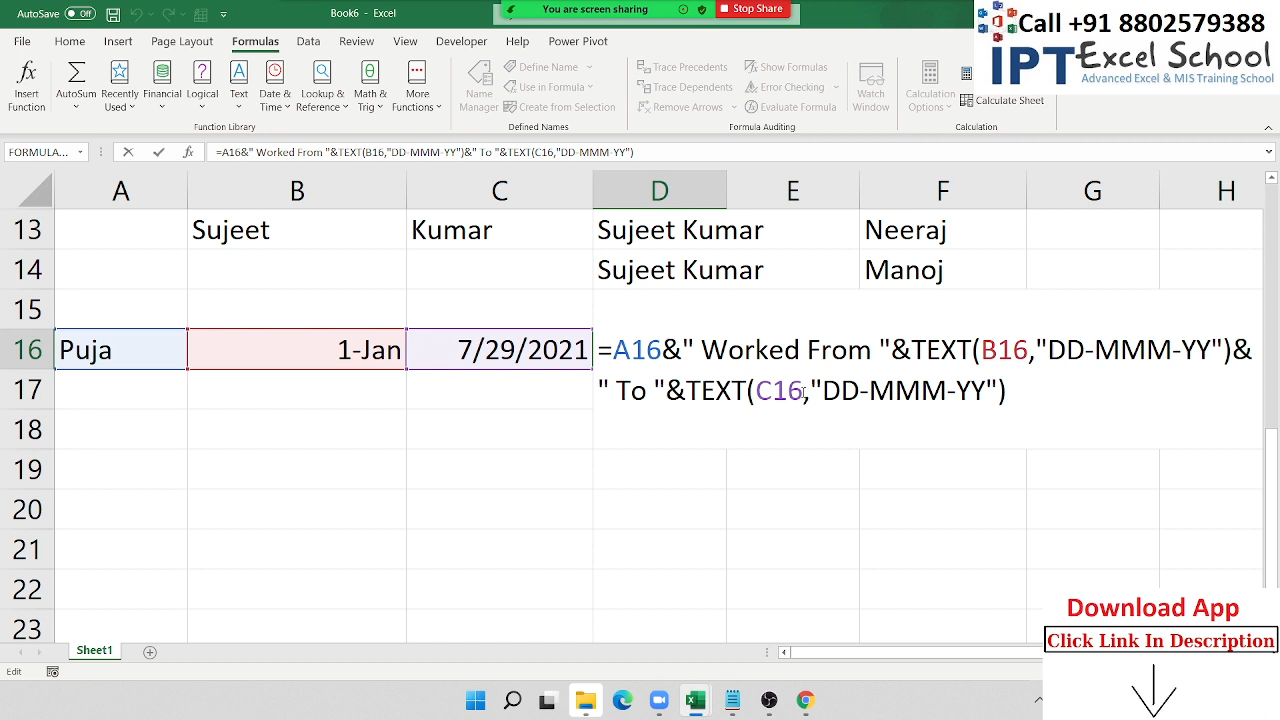 AutoSave Off
Book6 - Excel
You are screen sharing
Stop Share
Call +91 8802579388
IPT Excel School
Advanced Excel & MIS Training School
File Home Insert Page Layout Formulas Data Review View Developer Help Power Pivot
Insert Function
AutoSum
Recently Used
Financial
Logical
Text
Date & Time
Lookup & Reference
Math & Trig
More Functions
Function Library
Name Manager
Define Name
Use in Formula
Create from Selection
Defined Names
Trace Precedents
Trace Dependents
Remove Arrows
Show Formulas
Error Checking
Evaluate Formula
Formula Auditing
Watch Window
Calculation Options
Calculate Sheet
Calculation
FORMULA... fx =A16&" Worked From "&TEXT(B16,"DD-MMM-YY")&" To "&TEXT(C16,"DD-MMM-YY")
A B C D E F G H
13 Sujeet Kumar Sujeet Kumar Neeraj
14 Sujeet Kumar Manoj
15
16 Puja 1-Jan 7/29/2021 =A16&" Worked From "&TEXT(B16,"DD-MMM-YY")&
17 " To "&TEXT(C16,"DD-MMM-YY")
18
19
20
21
22
23
Download App
Click Link In Description
Sheet1
Edit